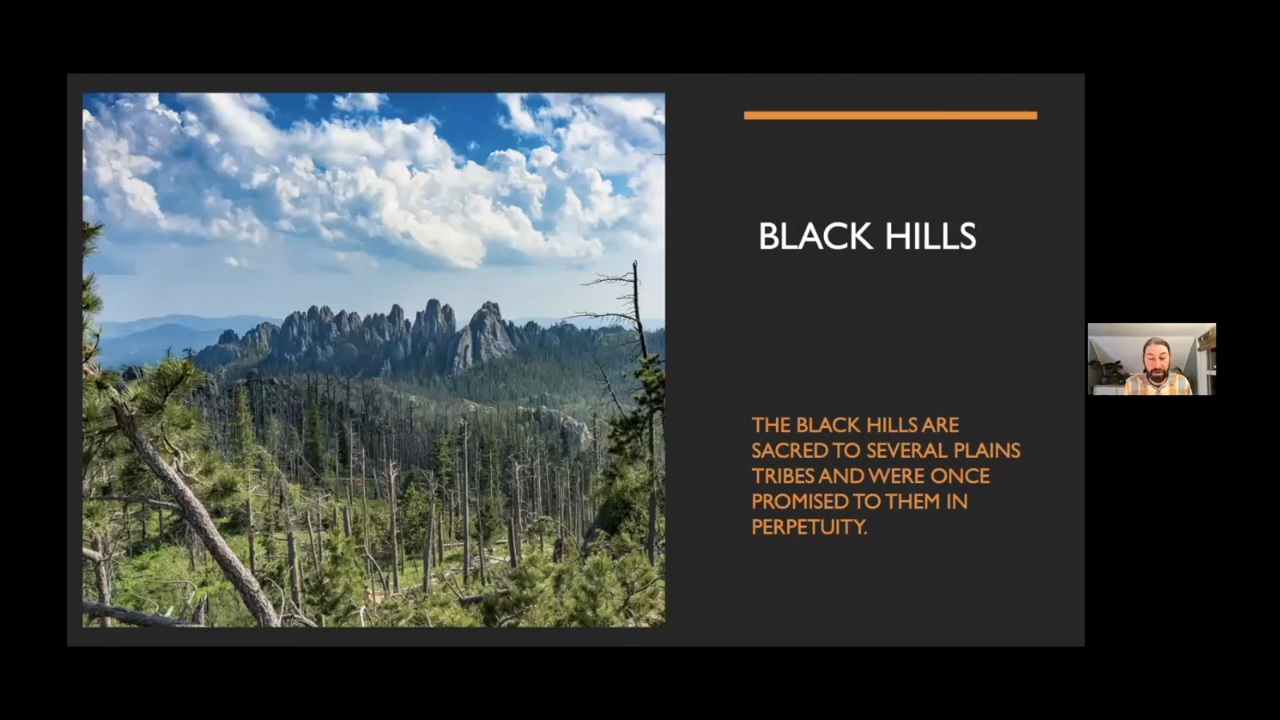 BLACK HILLS
THE BLACK HILLS ARE
SACRED TO SEVERAL PLAINS
TRIBES AND WERE ONCE
PROMISED TO THEM IN
PERPETUITY.